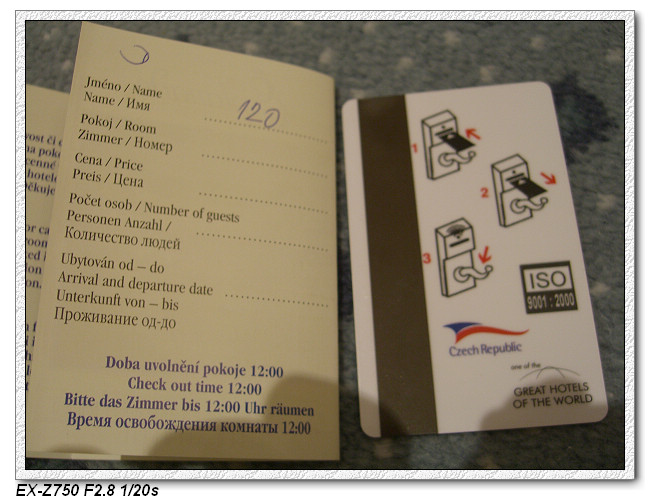 Jméno / Name
Name / Имя
120
Pokoj / Room
Zimmer / Номер
Cena / Price
Preis / Цена
Počet osob / Number of guests
Personen Anzahl /
Количество людей
Ubytován od – do
Arrival and departure date
Unterkunft von – bis
Проживание од-до
Doba uvolnění pokoje 12:00
Check out time 12:00
Bitte das Zimmer bis 12:00 Uhr räumen
Время освобождения комнаты 12:00
1
2
3
ISO
9001 : 2000
Czech Republic
one of the
GREAT HOTELS
OF THE WORLD
EX-Z750 F2.8 1/20s